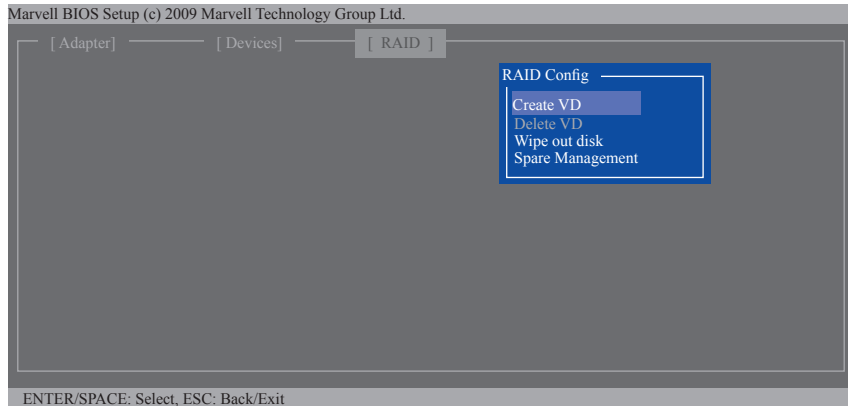 Marvell BIOS Setup (c) 2009 Marvell Technology Group Ltd.
[ Adapter] [ Devices] [ RAID ]
RAID Config
Create VD
Delete VD
Wipe out disk
Spare Management
ENTER/SPACE: Select, ESC: Back/Exit